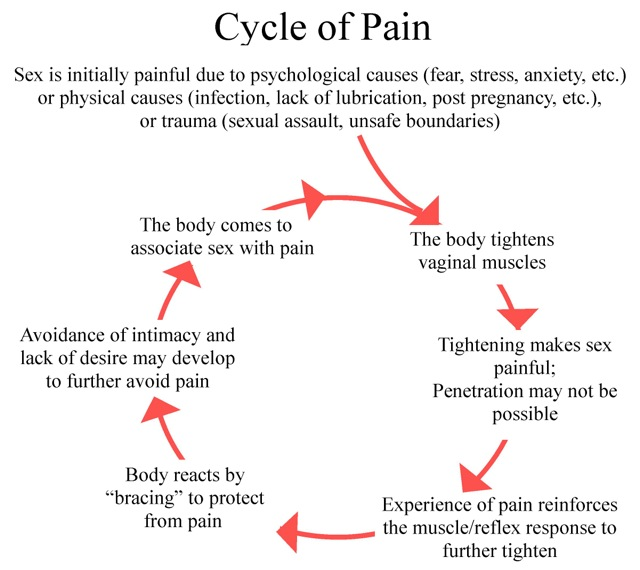 Cycle of Pain
Sex is initially painful due to psychological causes (fear, stress, anxiety, etc.)
or physical causes (infection, lack of lubrication, post pregnancy, etc.),
or trauma (sexual assault, unsafe boundaries)
The body tightens
vaginal muscles
Tightening makes sex
painful;
Penetration may not be
possible
Experience of pain reinforces
the muscle/reflex response to
further tighten
Body reacts by
“bracing” to protect
from pain
Avoidance of intimacy and
lack of desire may develop
to further avoid pain
The body comes to
associate sex with pain